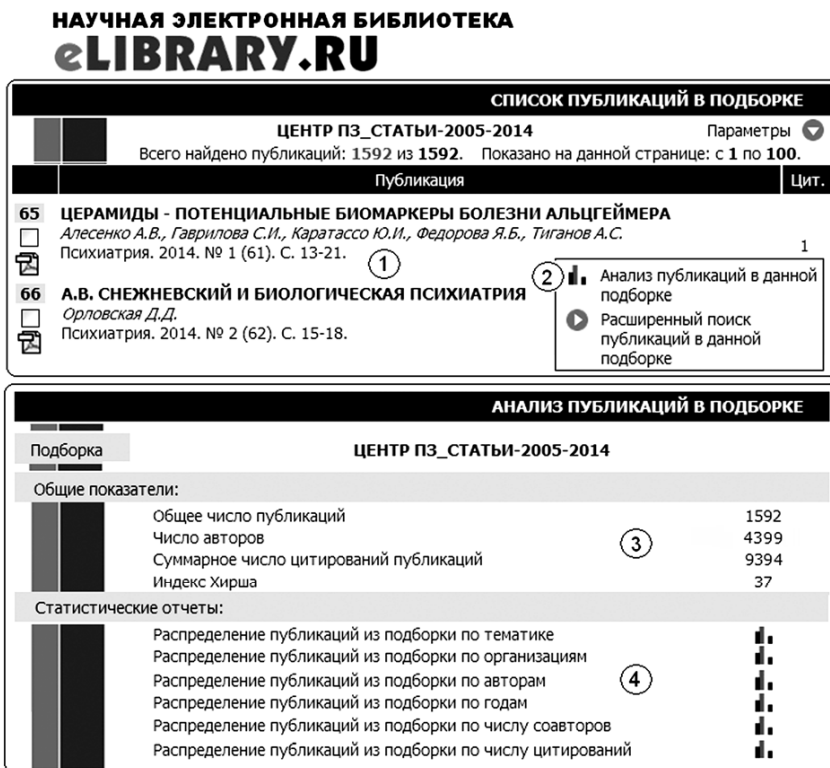 НАУЧНАЯ ЭЛЕКТРОННАЯ БИБЛИОТЕКА
eLIBRARY.RU
СПИСОК ПУБЛИКАЦИЙ В ПОДБОРКЕ
ЦЕНТР ПЗ_СТАТЬИ-2005-2014 Параметры
Всего найдено публикаций: 1592 из 1592. Показано на данной странице: с 1 по 100.
Публикация Цит.
65 ЦЕРАМИДЫ - ПОТЕНЦИАЛЬНЫЕ БИОМАРКЕРЫ БОЛЕЗНИ АЛЬЦГЕЙМЕРА
Алесенко А.В., Гаврилова С.И., Каратассо Ю.И., Федорова Я.Б., Тиганов А.С.
Психиатрия. 2014. № 1 (61). С. 13-21. 1
1
66 А.В. СНЕЖНЕВСКИЙ И БИОЛОГИЧЕСКАЯ ПСИХИАТРИЯ
Орловская Д.Д.
Психиатрия. 2014. № 2 (62). С. 15-18.
2 Анализ публикаций в данной
подборке
Расширенный поиск
публикаций в данной
подборке
АНАЛИЗ ПУБЛИКАЦИЙ В ПОДБОРКЕ
Подборка ЦЕНТР ПЗ_СТАТЬИ-2005-2014
Общие показатели:
Общее число публикаций 1592
Число авторов 4399
3
Суммарное число цитирований публикаций 9394
Индекс Хирша 37
Статистические отчеты:
Распределение публикаций из подборки по тематике
Распределение публикаций из подборки по организациям
Распределение публикаций из подборки по авторам 4
Распределение публикаций из подборки по годам
Распределение публикаций из подборки по числу соавторов
Распределение публикаций из подборки по числу цитирований